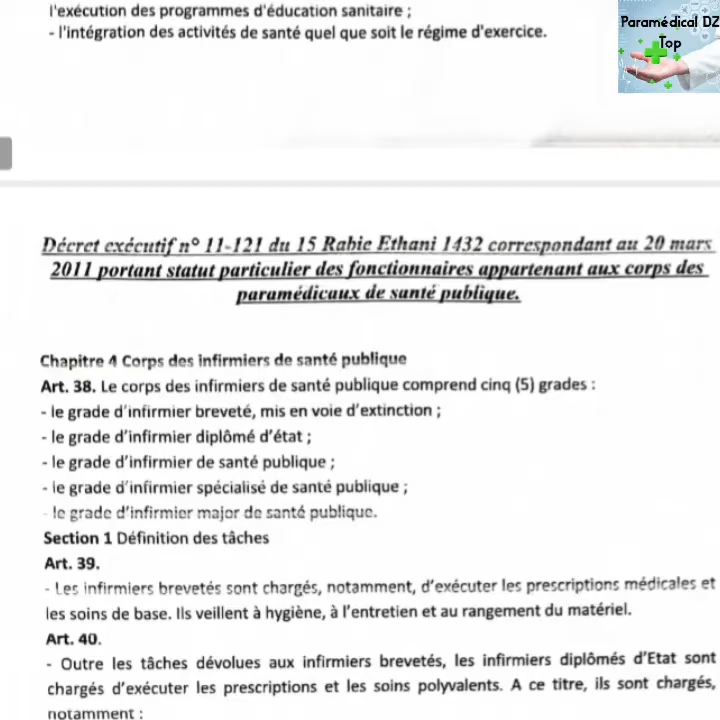 l'exécution des programmes d'éducation sanitaire ;
- l'intégration des activités de santé quel que soit le régime d'exercice.
Paramédical DZ
Top
Décret exécutif n° 11-121 du 15 Rabie Ethani 1432 correspondant au 20 mars
2011 portant statut particulier des fonctionnaires appartenant aux corps des
paramédicaux de santé publique.
Chapitre 4 Corps des infirmiers de santé publique
Art. 38. Le corps des infirmiers de santé publique comprend cinq (5) grades :
- le grade d'infirmier breveté, mis en voie d'extinction ;
- le grade d'infirmier diplômé d'état ;
- le grade d'infirmier de santé publique ;
- le grade d'infirmier spécialisé de santé publique ;
- le grade d'infirmier major de santé publique.
Section 1 Définition des tâches
Art. 39.
- Les infirmiers brevetés sont chargés, notamment, d'exécuter les prescriptions médicales et
les soins de base. Ils veillent à hygiène, à l'entretien et au rangement du matériel.
Art. 40.
- Outre les tâches dévolues aux infirmiers brevetés, les infirmiers diplômés d'Etat sont
chargés d'exécuter les prescriptions et les soins polyvalents. A ce titre, ils sont chargés,
notamment :